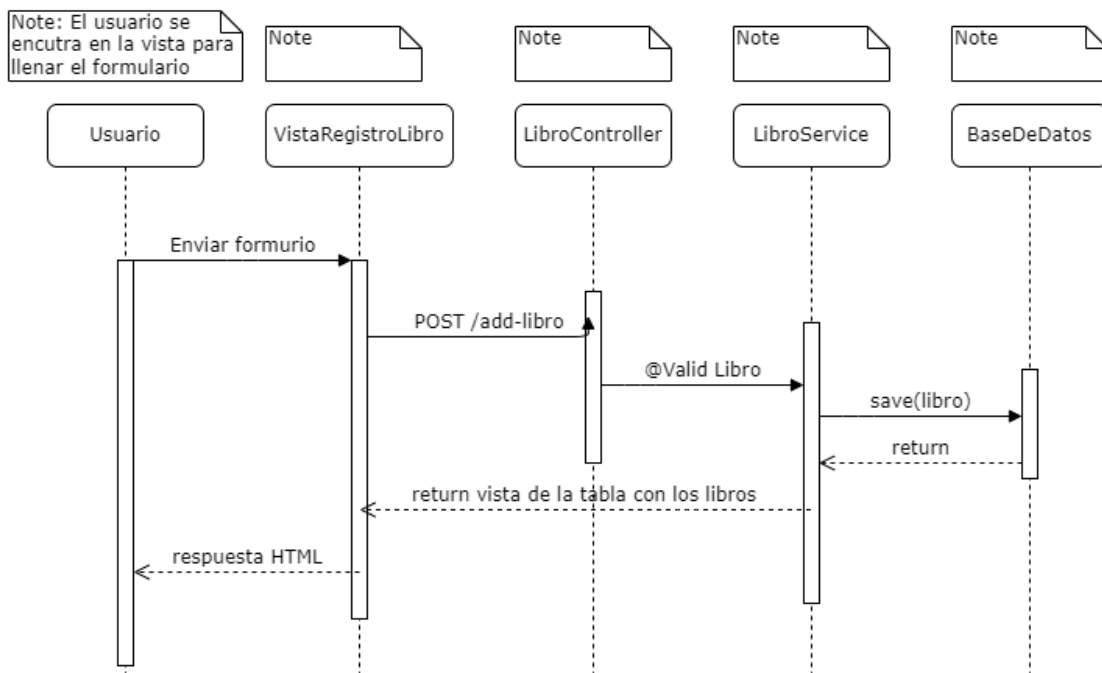 Note: El usuario se
encutra en la vista para
llenar el formulario
Note
Note
Note
Note
Usuario
VistaRegistroLibro
LibroController
LibroService
BaseDeDatos
Enviar formurio
POST /add-libro
@Valid Libro
save(libro)
return
return vista de la tabla con los libros
respuesta HTML